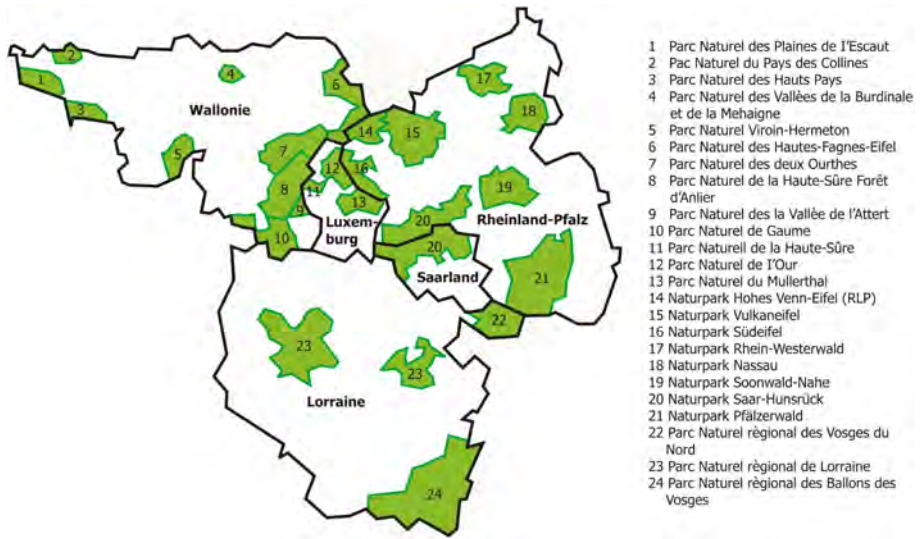 2
1
3
4
6
Wallonie
5
7
8
9
10
11
12
13
14
15
16
17
18
19
20
Luxem-
burg
Rheinland-Pfalz
20
Saarland
21
22
23
23
Lorraine
24
1 Parc Naturel des Plaines de I'Escaut
2 Pac Naturel du Pays des Collines
3 Parc Naturel des Hauts Pays
4 Parc Naturel des Vallèes de la Burdinale
et de la Mehaigne
5 Parc Naturel Viroin-Hermeton
6 Parc Naturel des Hautes-Fagnes-Eifel
7 Parc Naturel des deux Ourthes
8 Parc Naturel de la Haute-Sûre Forêt
d'Anlier
9 Parc Naturel des la Vallèe de l'Attert
10 Parc Naturel de Gaume
11 Parc Naturell de la Haute-Sûre
12 Parc Naturel de I'Our
13 Parc Naturel du Mullerthal
14 Naturpark Hohes Venn-Eifel (RLP)
15 Naturpark Vulkaneifel
16 Naturpark Südeifel
17 Naturpark Rhein-Westerwald
18 Naturpark Nassau
19 Naturpark Soonwald-Nahe
20 Naturpark Saar-Hunsrück
21 Naturpark Pfälzerwald
22 Parc Naturel règional des Vosges du
Nord
23 Parc Naturel règional de Lorraine
24 Parc Naturel règional des Ballons des
Vosges